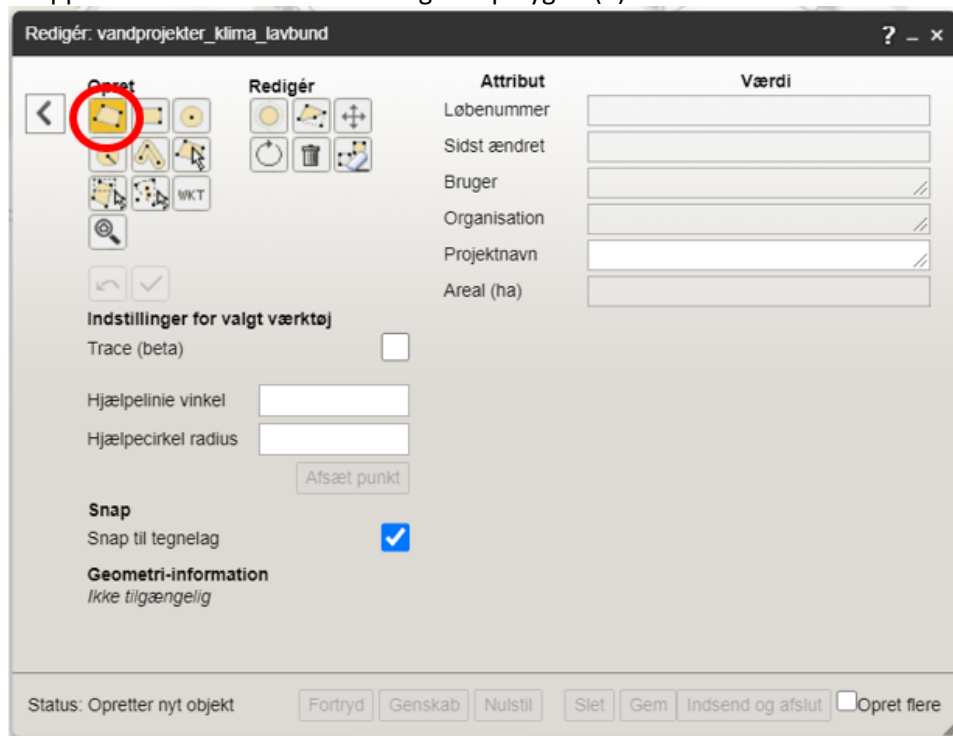 Redigér: vandprojekter_klima_lavbund ? – ×
Opret
Redigér
WKT
Indstillinger for valgt værktøj
Trace (beta)
Hjælpelinie vinkel
Hjælpecirkel radius
Afsæt punkt
Snap
Snap til tegnelag
Geometri-information
Ikke tilgængelig
Attribut Værdi
Løbenummer
Sidst ændret
Bruger
Organisation
Projektnavn
Areal (ha)
Status: Opretter nyt objekt Fortryd Genskab Nulstil Slet Gem Indsend og afslut Opret flere